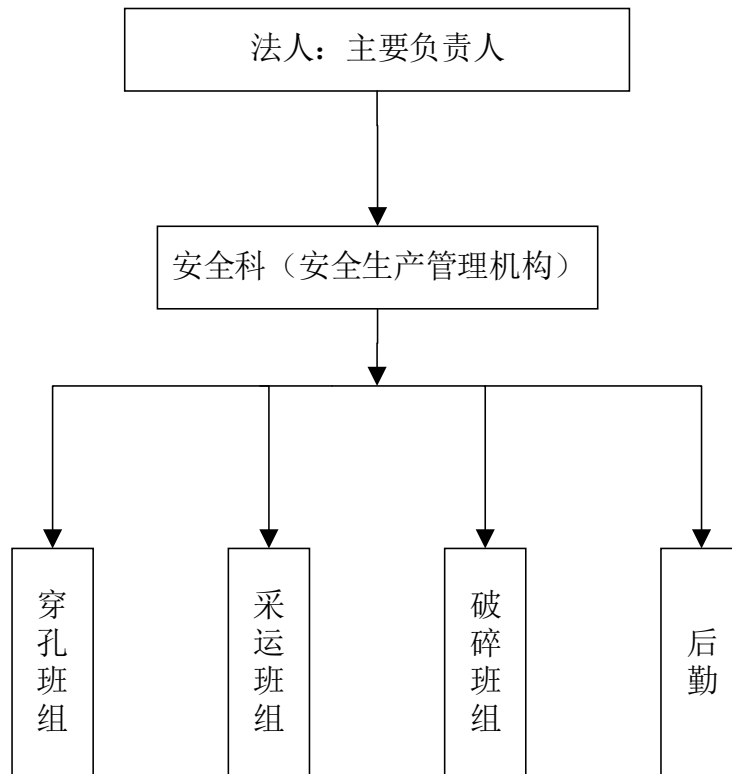 法人：主要负责人
安全科（安全生产管理机构）
穿孔班组
采运班组
破碎班组
后勤